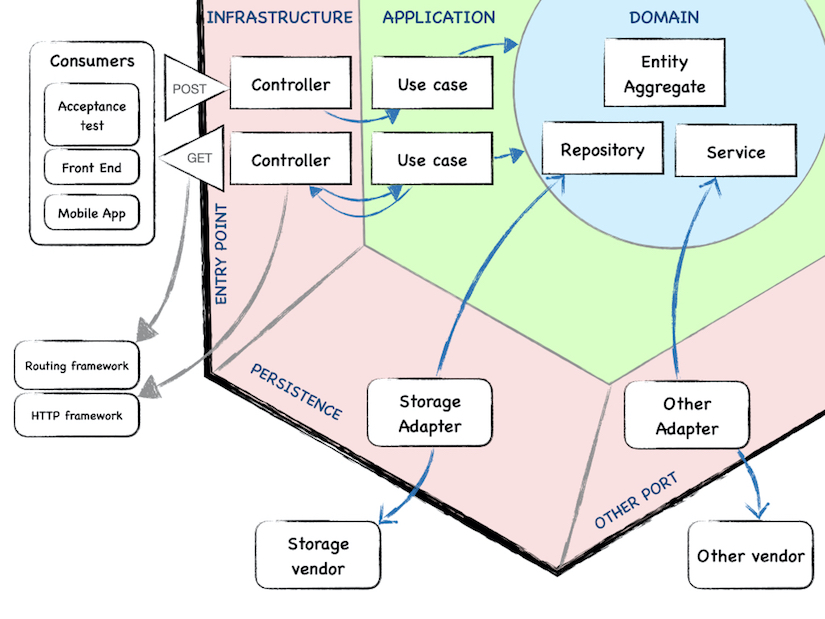 INFRASTRUCTURE
APPLICATION
DOMAIN
Consumers
Acceptance
test
Front End
Mobile App
POST
GET
Controller
Controller
Use case
Use case
Entity
Aggregate
Repository
Service
ENTRY POINT
Routing framework
HTTP framework
PERSISTENCE
Storage
Adapter
Other
Adapter
OTHER PORT
Storage
vendor
Other vendor